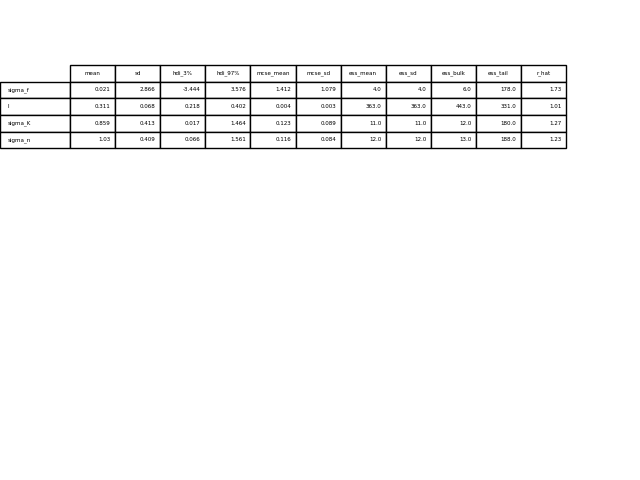 mean sd hdi_3% hdi_97% mcse_mean mcse_sd ess_mean ess_sd ess_bulk ess_tail r_hat
sigma_f 0.021 2.866 -3.444 3.576 1.412 1.079 4.0 4.0 6.0 178.0 1.73
l 0.311 0.068 0.218 0.402 0.004 0.003 363.0 363.0 443.0 331.0 1.01
sigma_K 0.859 0.413 0.017 1.464 0.123 0.089 11.0 11.0 12.0 180.0 1.27
sigma_n 1.03 0.409 0.066 1.561 0.116 0.084 12.0 12.0 13.0 188.0 1.23